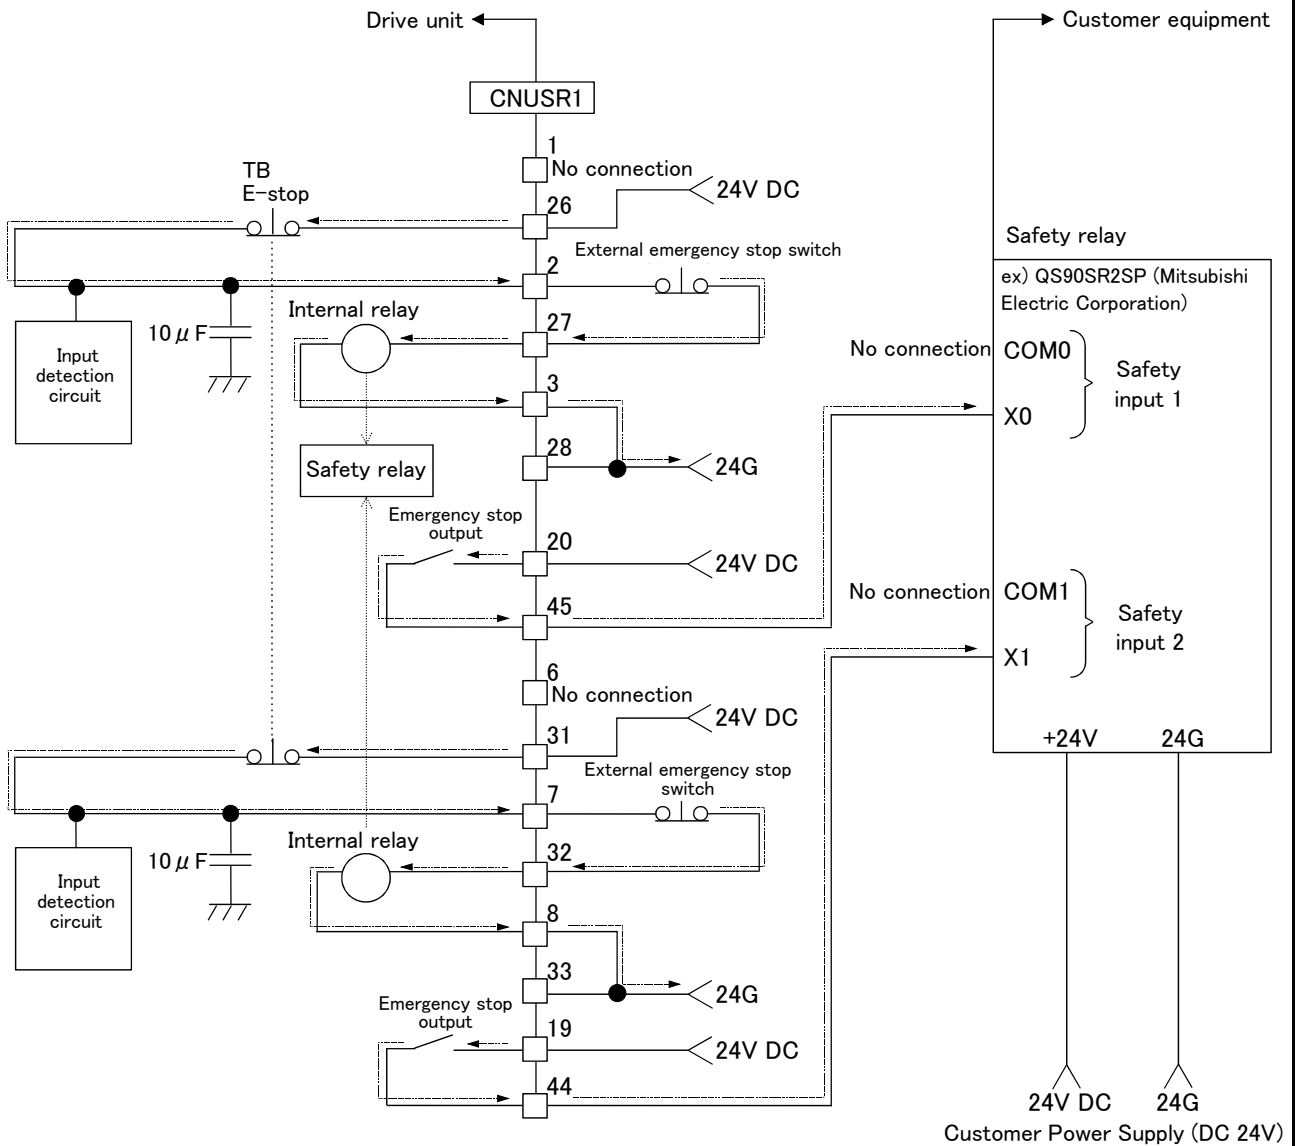 Drive unit
Customer equipment
CNUSR1
1
No connection
24V DC
TB
E-stop
26
External emergency stop switch
2
Internal relay
10 μF
27
Input
detection
circuit
3
Safety relay
28
24G
Emergency stop
output
20
24V DC
45
6
No connection
24V DC
31
External emergency stop
switch
7
Internal relay
10 μF
32
Input
detection
circuit
8
33
24G
Emergency stop
output
19
24V DC
44
Safety relay
ex) QS90SR2SP (Mitsubishi
Electric Corporation)
No connection
COM0
X0
Safety
input 1
No connection
COM1
X1
Safety
input 2
+24V
24G
24V DC
24G
Customer Power Supply (DC 24V)